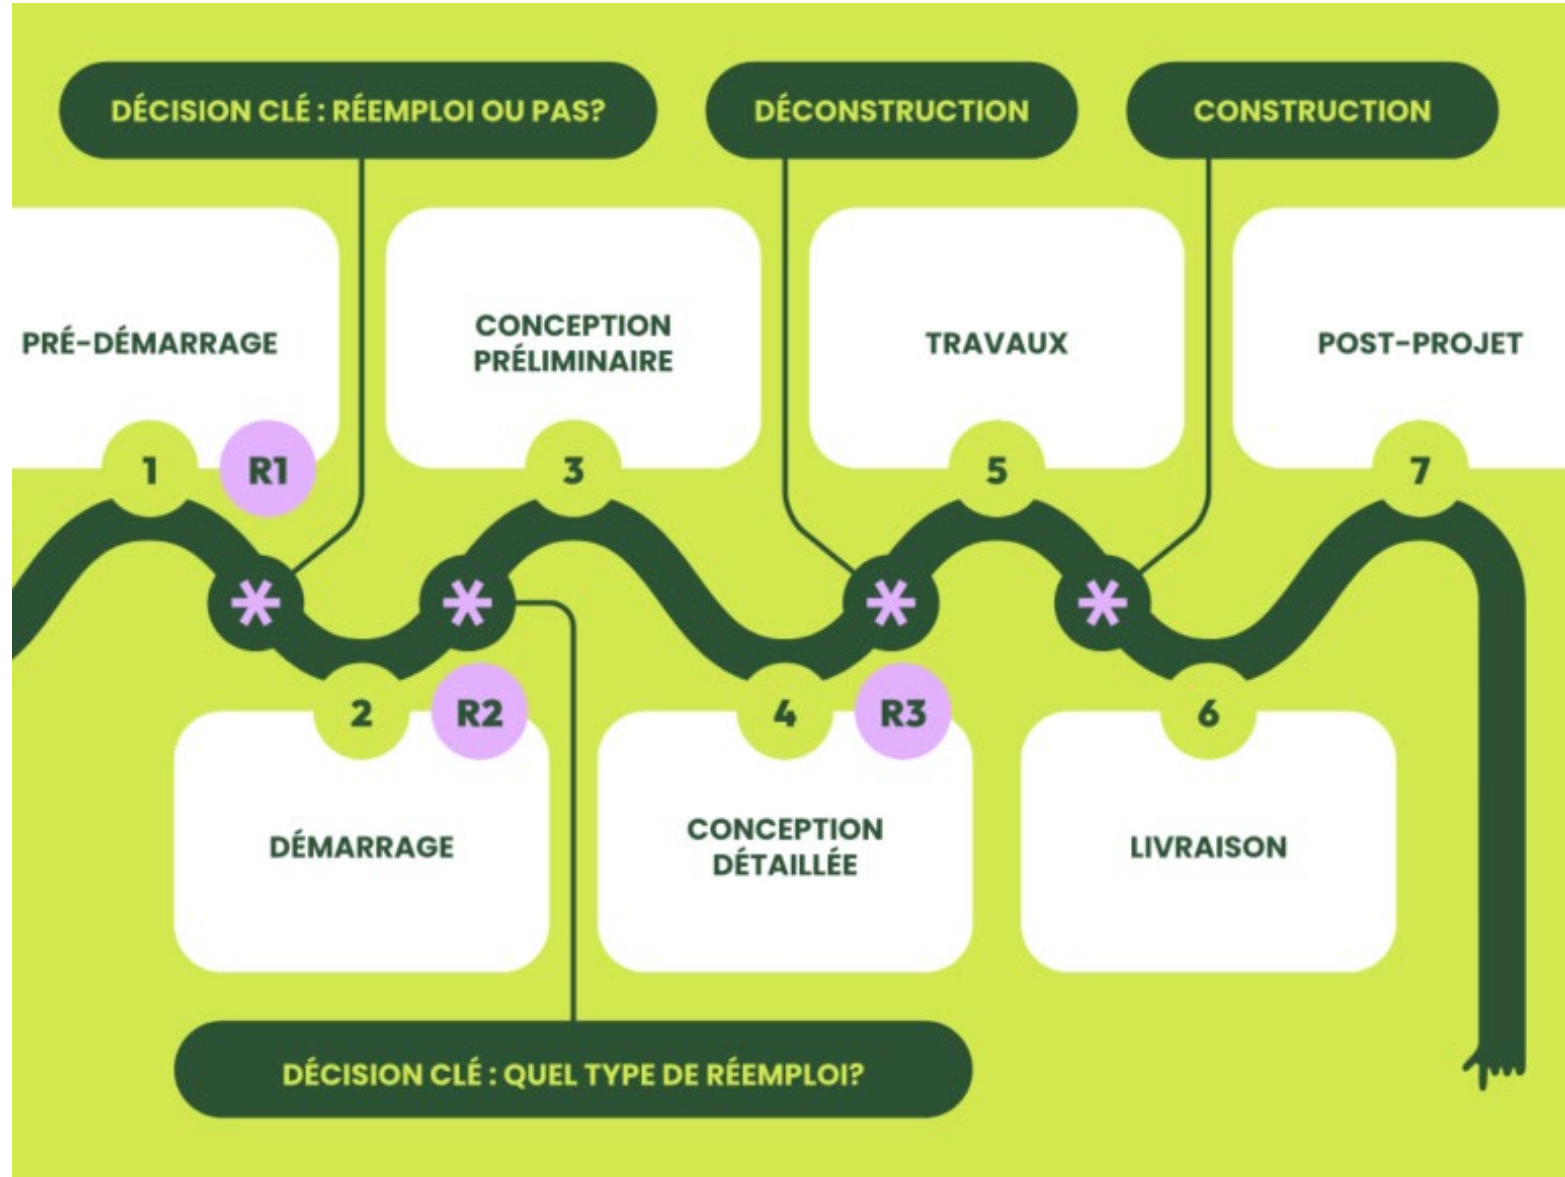 DÉCISION CLÉ : RÉEMPLOI OU PAS?
DÉCONSTRUCTION
CONSTRUCTION
PRÉ-DÉMARRAGE
1
R1
CONCEPTION
PRÉLIMINAIRE
3
TRAVAUX
5
POST-PROJET
7
*
*
*
*
2
R2
DÉMARRAGE
4
R3
CONCEPTION
DÉTAILLÉE
6
LIVRAISON
DÉCISION CLÉ : QUEL TYPE DE RÉEMPLOI?